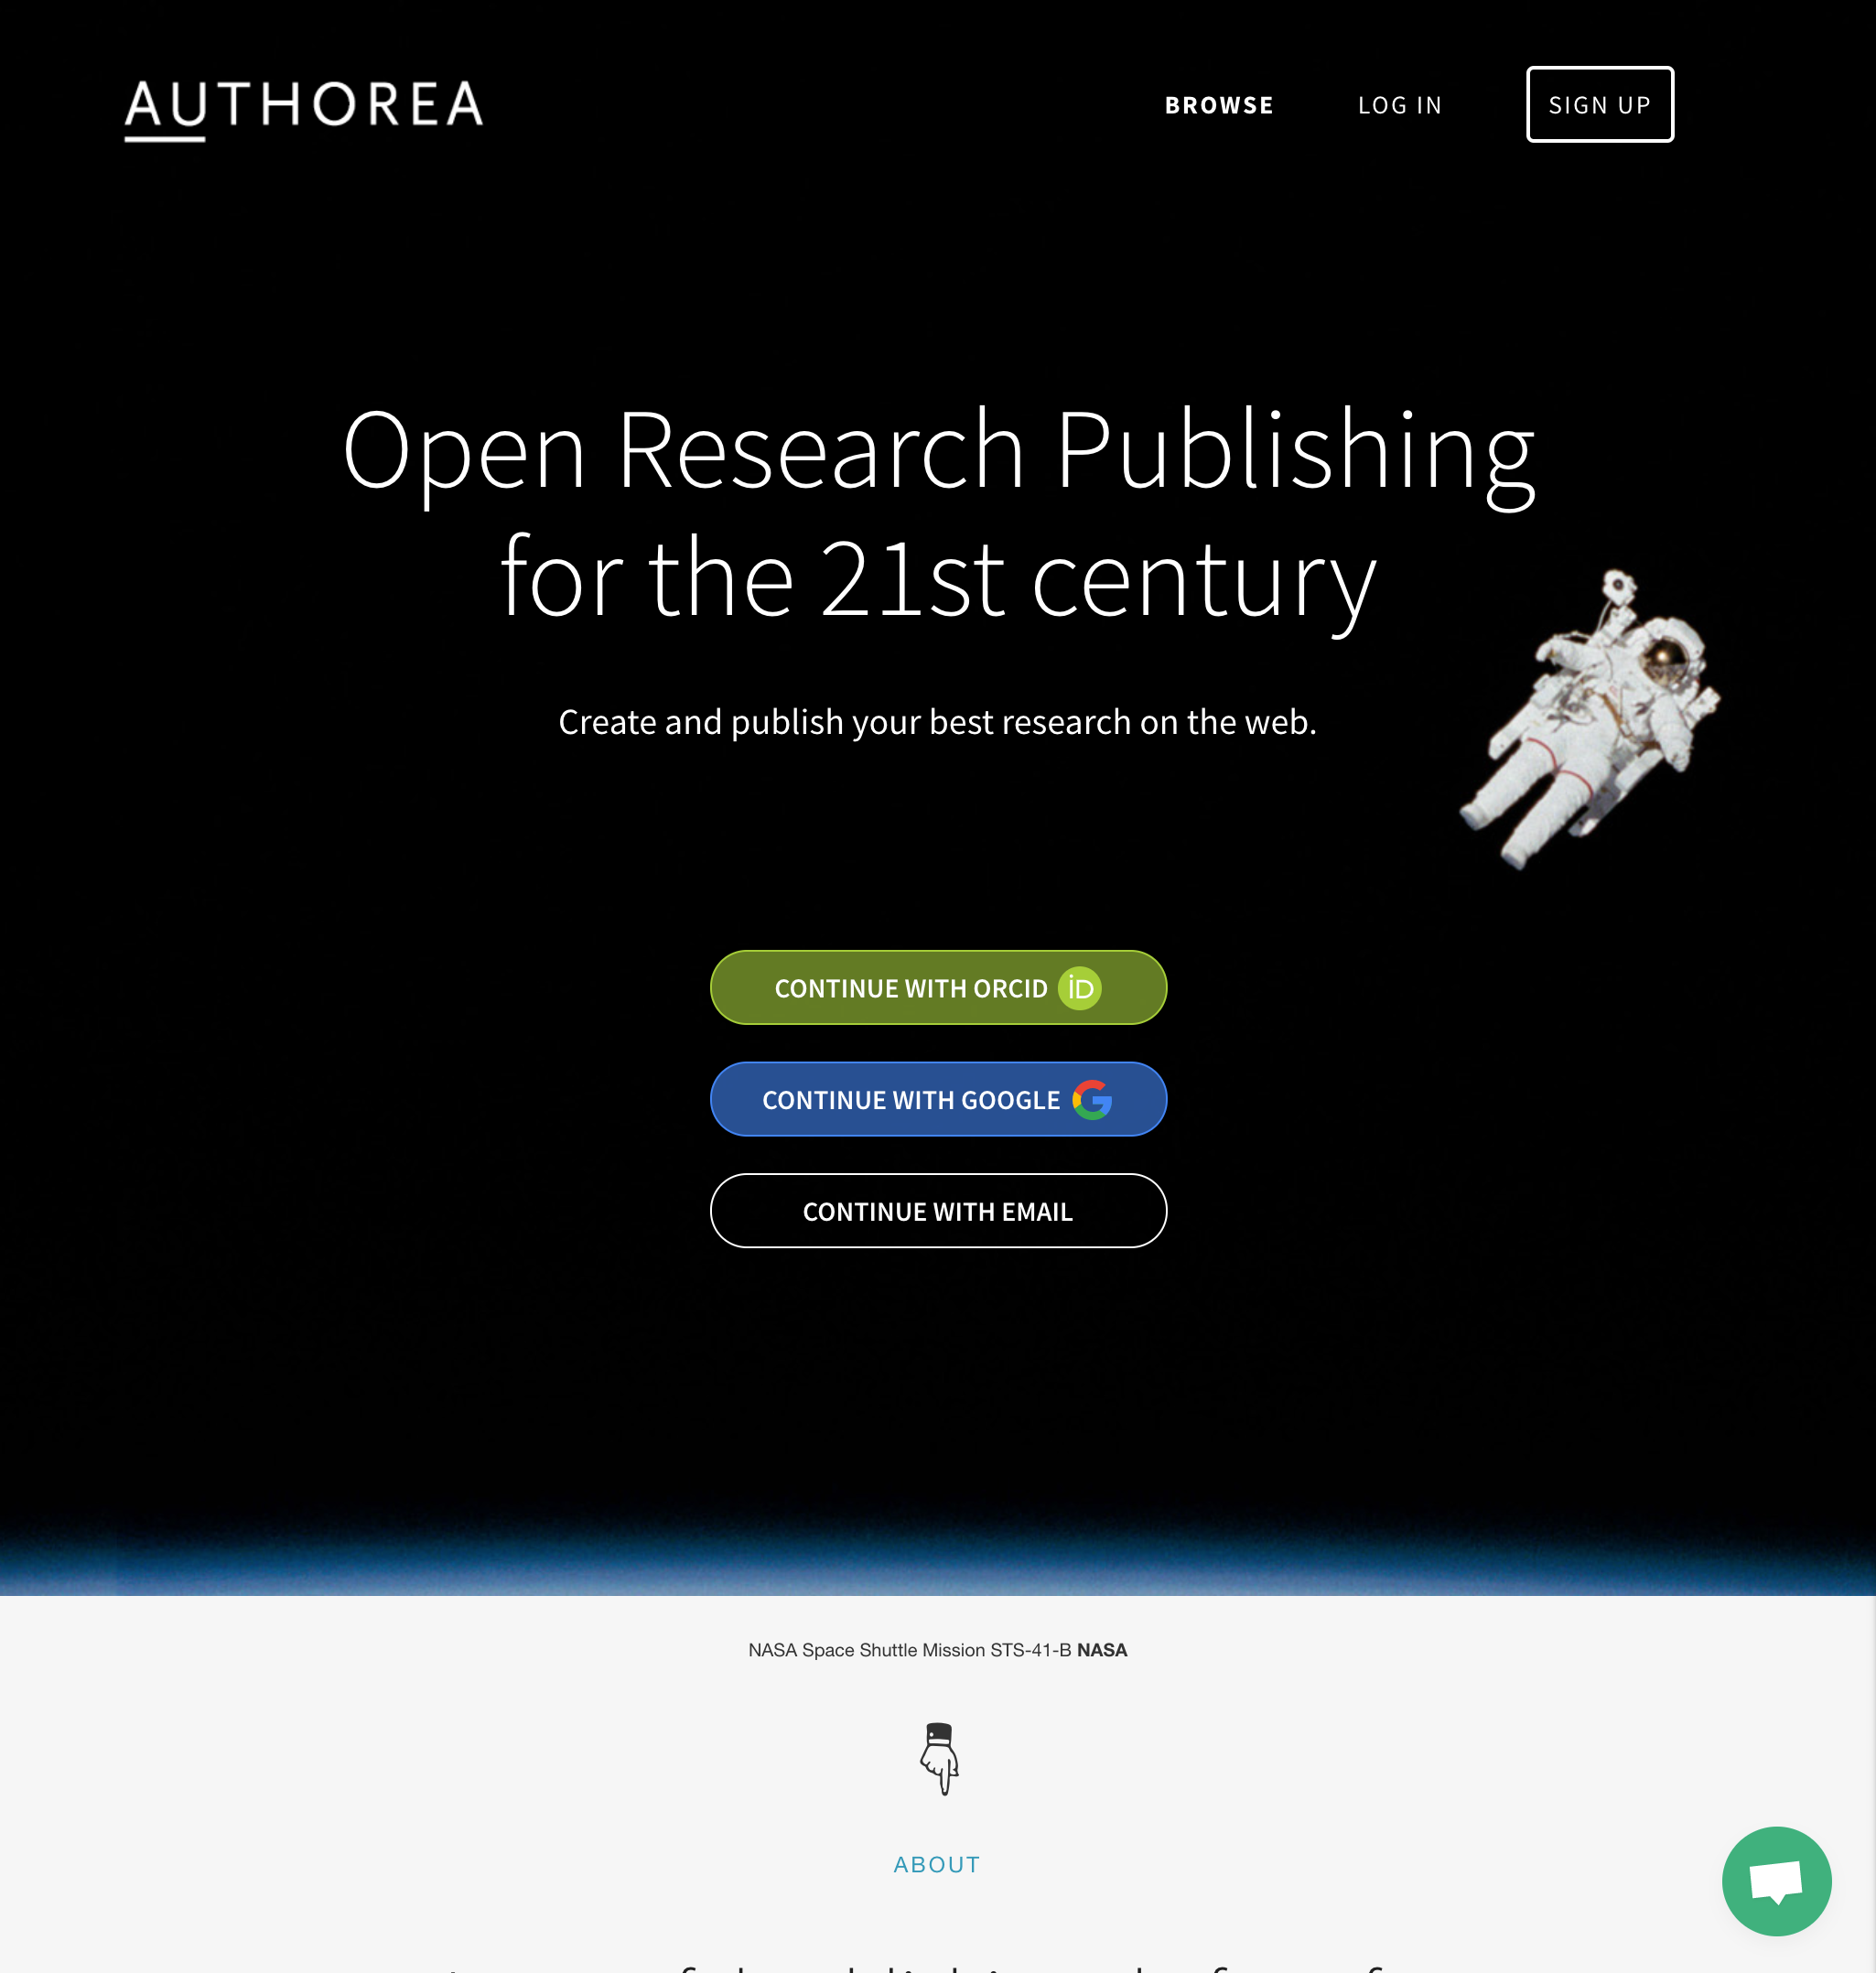 AUTHOREA
BROWSE
LOG IN
SIGN UP
Open Research Publishing
for the 21st century
Create and publish your best research on the web.
CONTINUE WITH ORCID iD
CONTINUE WITH GOOGLE G
CONTINUE WITH EMAIL
NASA Space Shuttle Mission STS-41-B NASA
ABOUT